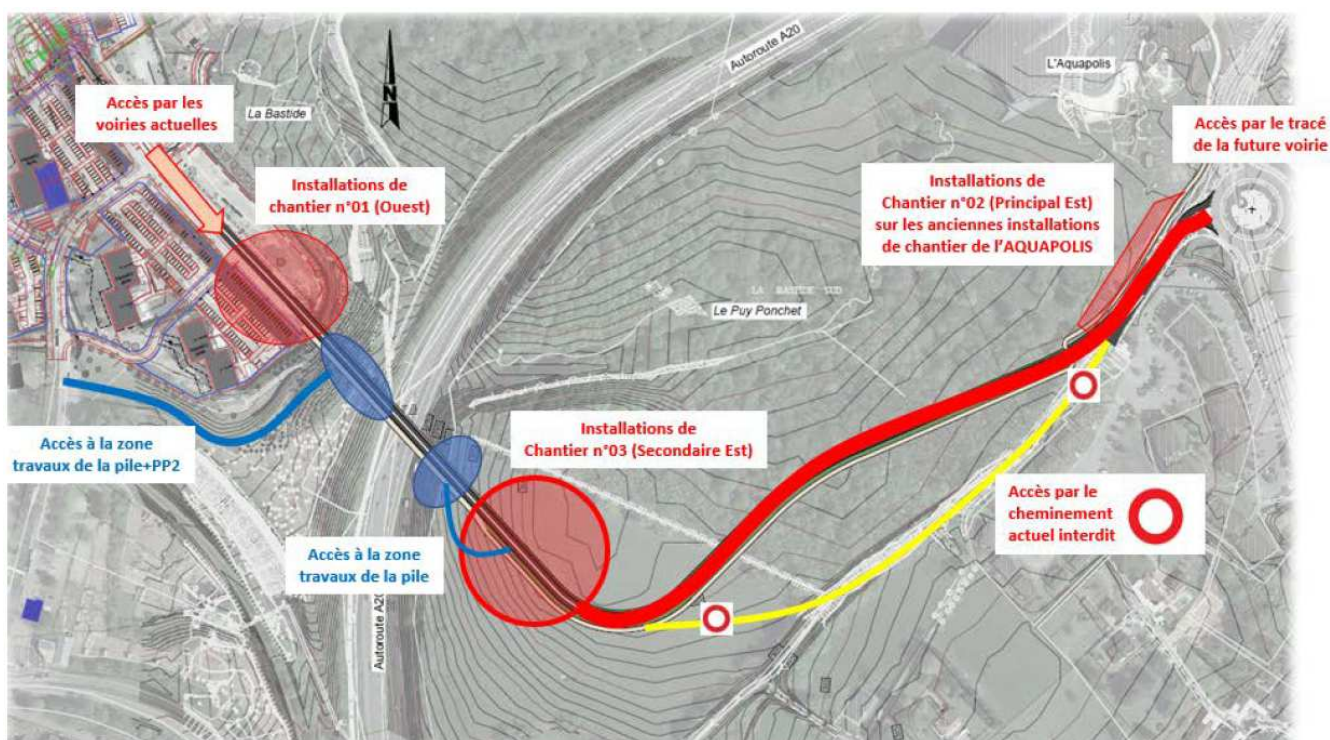 Autoroute A20
L'Aquapolis
Accès par les
voiries actuelles
La Bastide
N
Accès par le tracé
de la future voirie
Installations de
chantier n°01 (Ouest)
Installations de
Chantier n°02 (Principal Est)
sur les anciennes installations
de chantier de l'AQUAPOLIS
LA BASTIDE SUD
Le Puy Ponchet
Accès à la zone
travaux de la pile+PP2
Installations de
Chantier n°03 (Secondaire Est)
Accès par le
cheminement
actuel interdit
Accès à la zone
travaux de la pile
Autoroute A20